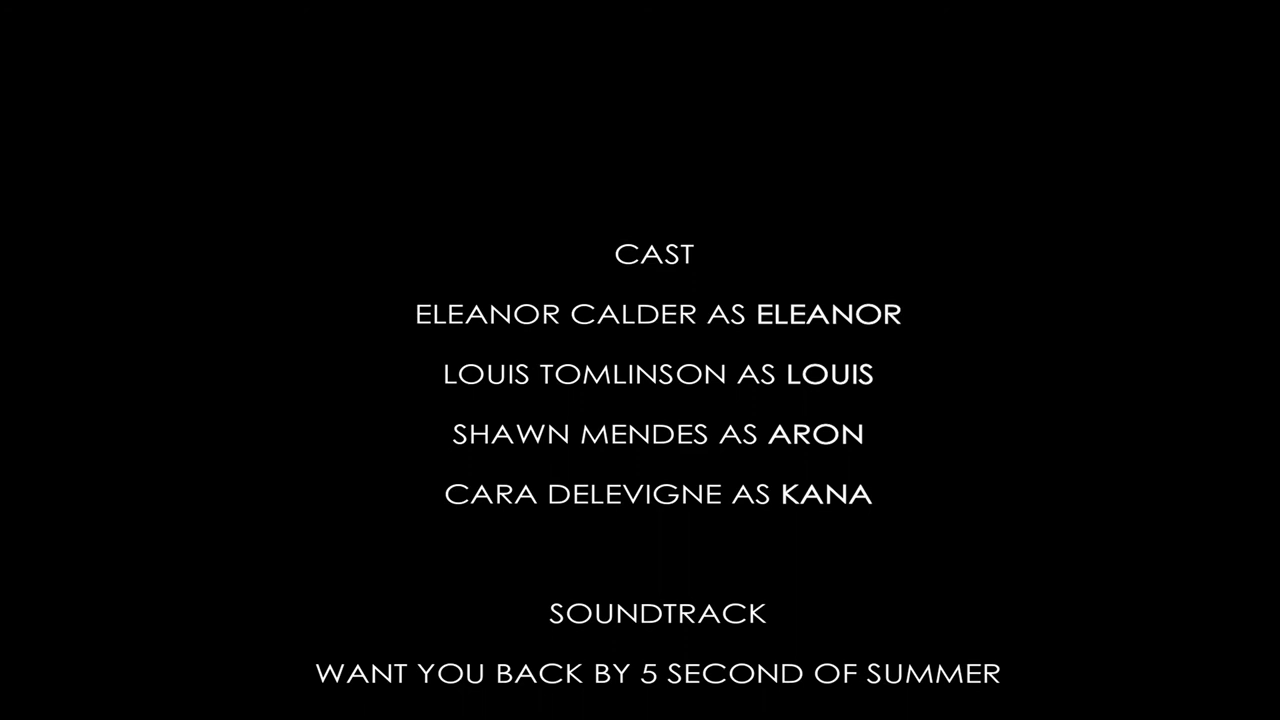 CAST
ELEANOR CALDER AS ELEANOR
LOUIS TOMLINSON AS LOUIS
SHAWN MENDES AS ARON
CARA DELEVIGNE AS KANA
SOUNDTRACK
WANT YOU BACK BY 5 SECOND OF SUMMER